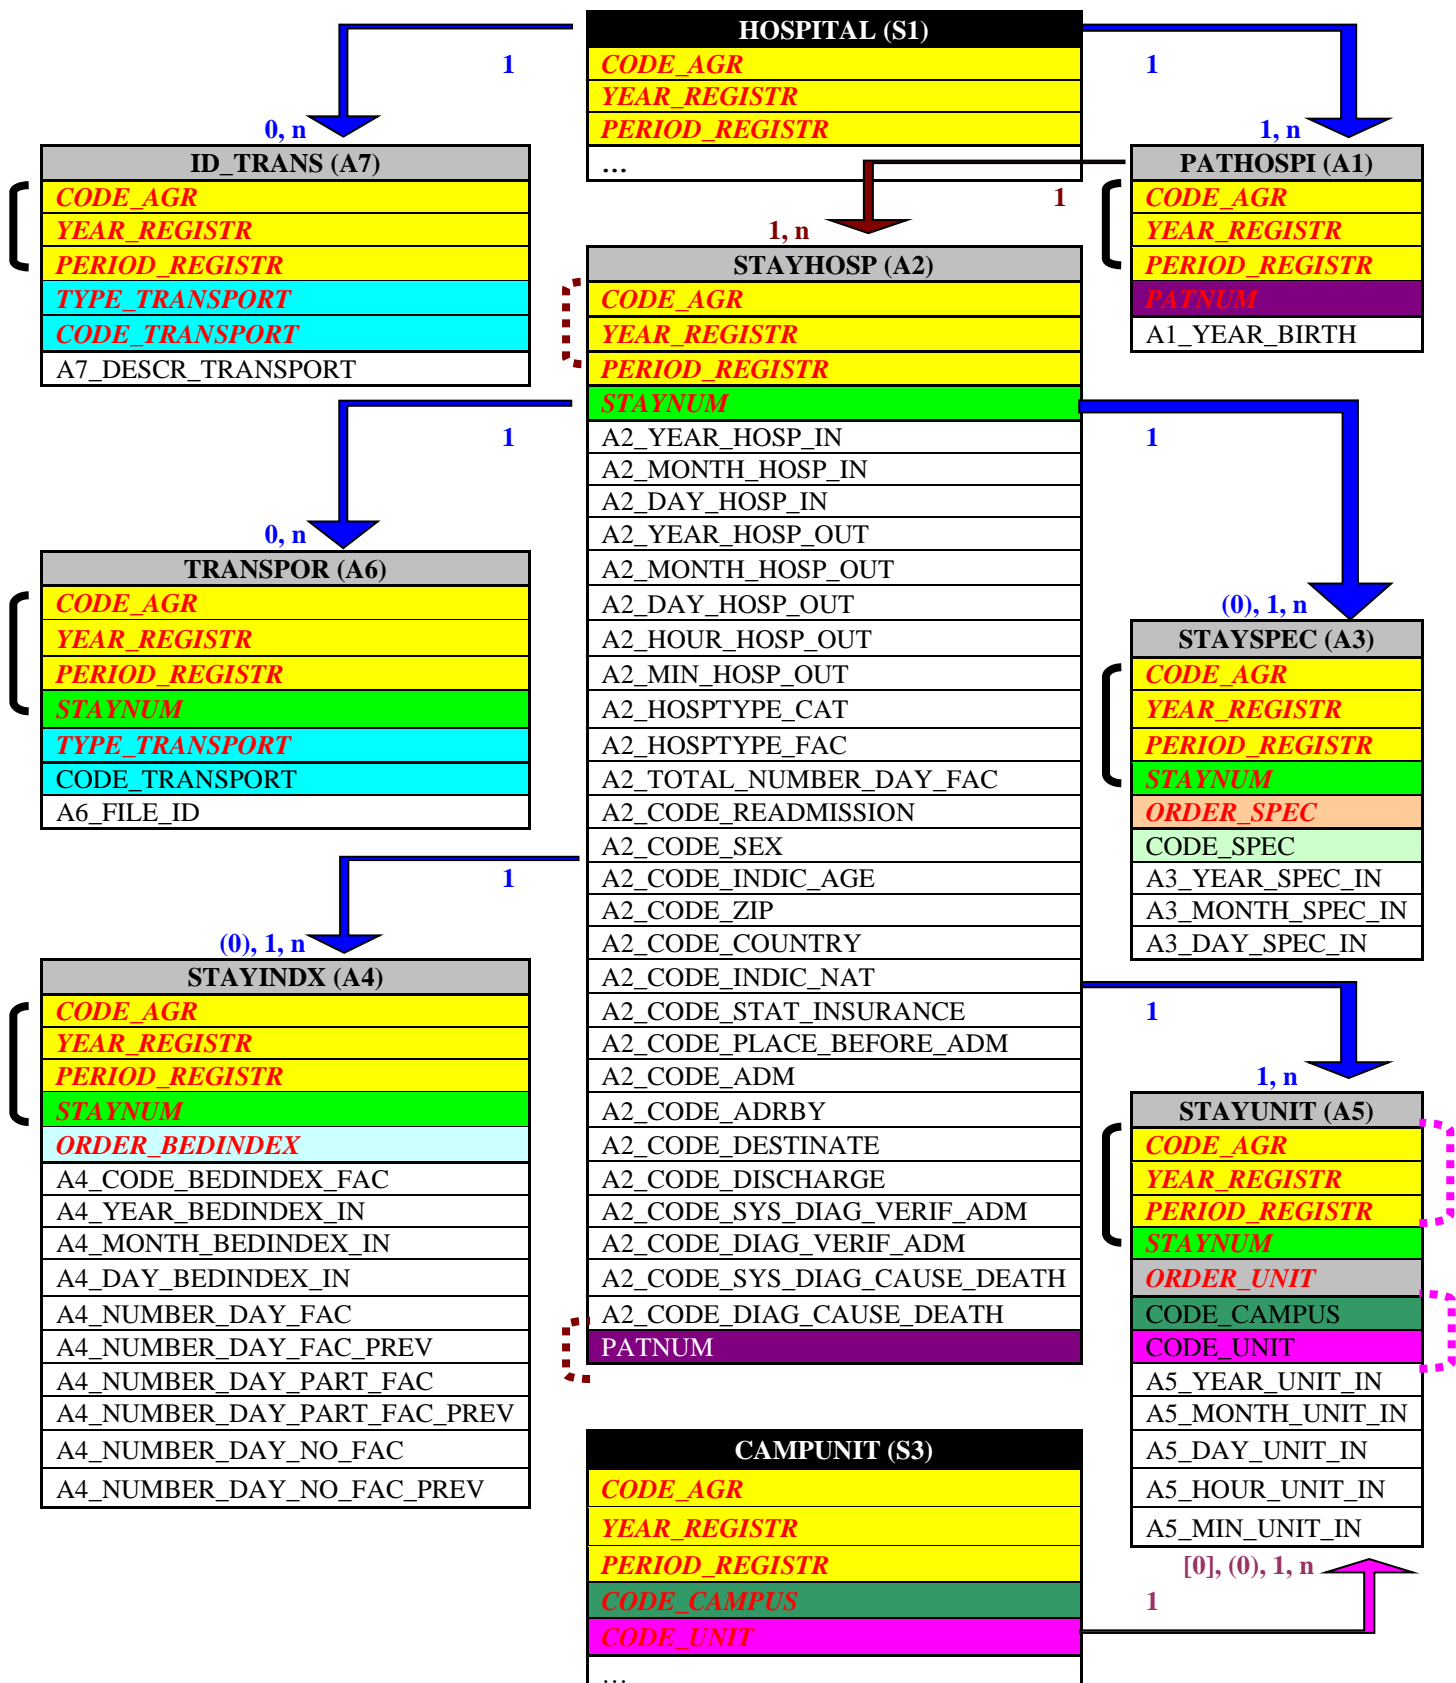 HOSPITAL (S1)
CODE_AGR
YEAR_REGISTR
PERIOD_REGISTR
…
1
0, n
1
1, n
ID_TRANS (A7)
CODE_AGR
YEAR_REGISTR
PERIOD_REGISTR
TYPE_TRANSPORT
CODE_TRANSPORT
A7_DESCR_TRANSPORT
PATHOSPI (A1)
CODE_AGR
YEAR_REGISTR
PERIOD_REGISTR
PATNUM
A1_YEAR_BIRTH
1
1, n
STAYHOSP (A2)
CODE_AGR
YEAR_REGISTR
PERIOD_REGISTR
STAYNUM
A2_YEAR_HOSP_IN
A2_MONTH_HOSP_IN
A2_DAY_HOSP_IN
A2_YEAR_HOSP_OUT
A2_MONTH_HOSP_OUT
A2_DAY_HOSP_OUT
A2_HOUR_HOSP_OUT
A2_MIN_HOSP_OUT
A2_HOSPTYPE_CAT
A2_HOSPTYPE_FAC
A2_TOTAL_NUMBER_DAY_FAC
A2_CODE_READMISSION
A2_CODE_SEX
A2_CODE_INDIC_AGE
A2_CODE_ZIP
A2_CODE_COUNTRY
A2_CODE_INDIC_NAT
A2_CODE_STAT_INSURANCE
A2_CODE_PLACE_BEFORE_ADM
A2_CODE_ADM
A2_CODE_ADRBY
A2_CODE_DESTINATE
A2_CODE_DISCHARGE
A2_CODE_SYS_DIAG_VERIF_ADM
A2_CODE_DIAG_VERIF_ADM
A2_CODE_SYS_DIAG_CAUSE_DEATH
A2_CODE_DIAG_CAUSE_DEATH
PATNUM
1
0, n
TRANSPOR (A6)
CODE_AGR
YEAR_REGISTR
PERIOD_REGISTR
STAYNUM
TYPE_TRANSPORT
CODE_TRANSPORT
A6_FILE_ID
1
(0), 1, n
STAYSPEC (A3)
CODE_AGR
YEAR_REGISTR
PERIOD_REGISTR
STAYNUM
ORDER_SPEC
CODE_SPEC
A3_YEAR_SPEC_IN
A3_MONTH_SPEC_IN
A3_DAY_SPEC_IN
1
(0), 1, n
STAYINDX (A4)
CODE_AGR
YEAR_REGISTR
PERIOD_REGISTR
STAYNUM
ORDER_BEDINDEX
A4_CODE_BEDINDEX_FAC
A4_YEAR_BEDINDEX_IN
A4_MONTH_BEDINDEX_IN
A4_DAY_BEDINDEX_IN
A4_NUMBER_DAY_FAC
A4_NUMBER_DAY_FAC_PREV
A4_NUMBER_DAY_PART_FAC
A4_NUMBER_DAY_PART_FAC_PREV
A4_NUMBER_DAY_NO_FAC
A4_NUMBER_DAY_NO_FAC_PREV
1
1, n
STAYUNIT (A5)
CODE_AGR
YEAR_REGISTR
PERIOD_REGISTR
STAYNUM
ORDER_UNIT
CODE_CAMPUS
CODE_UNIT
A5_YEAR_UNIT_IN
A5_MONTH_UNIT_IN
A5_DAY_UNIT_IN
A5_HOUR_UNIT_IN
A5_MIN_UNIT_IN
[0], (0), 1, n
1
CAMPUNIT (S3)
CODE_AGR
YEAR_REGISTR
PERIOD_REGISTR
CODE_CAMPUS
CODE_UNIT
…